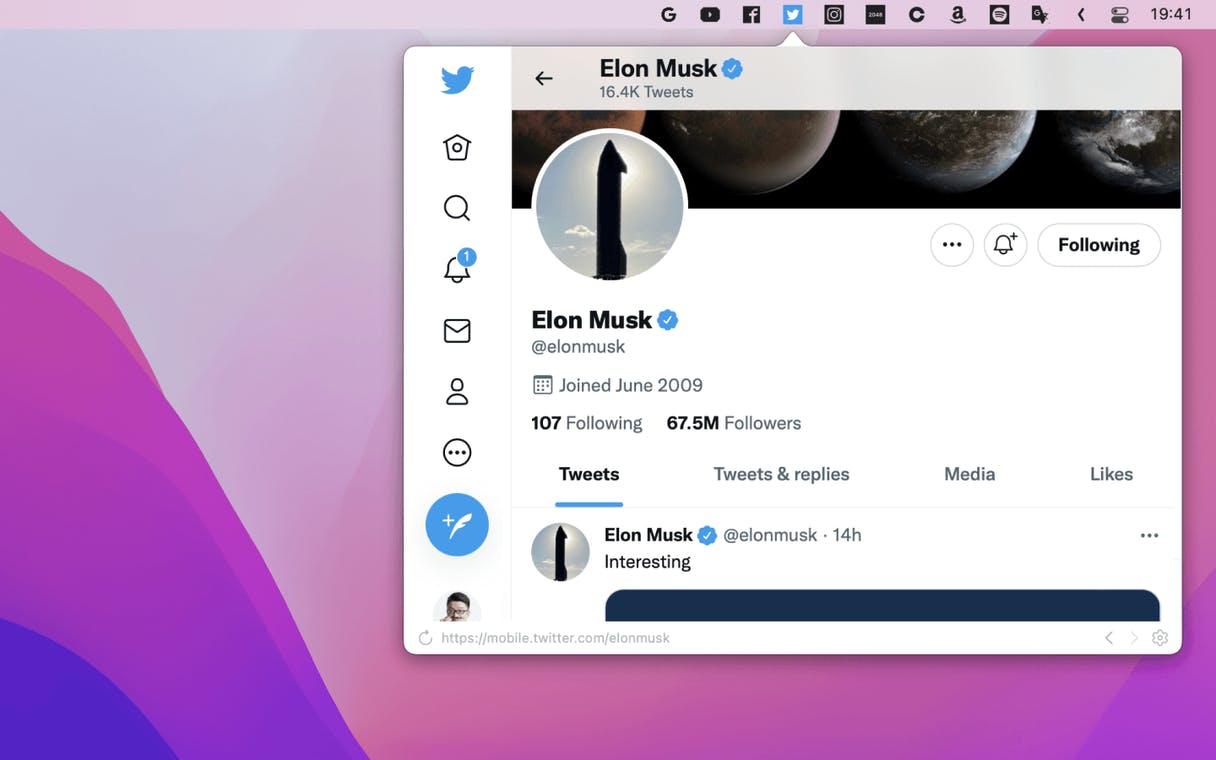 2048
19:41
Elon Musk
16.4K Tweets
Following
1
Elon Musk
@elonmusk
Joined June 2009
107 Following 67.5M Followers
Tweets Tweets & replies Media Likes
Elon Musk @elonmusk · 14h
Interesting
https://mobile.twitter.com/elonmusk